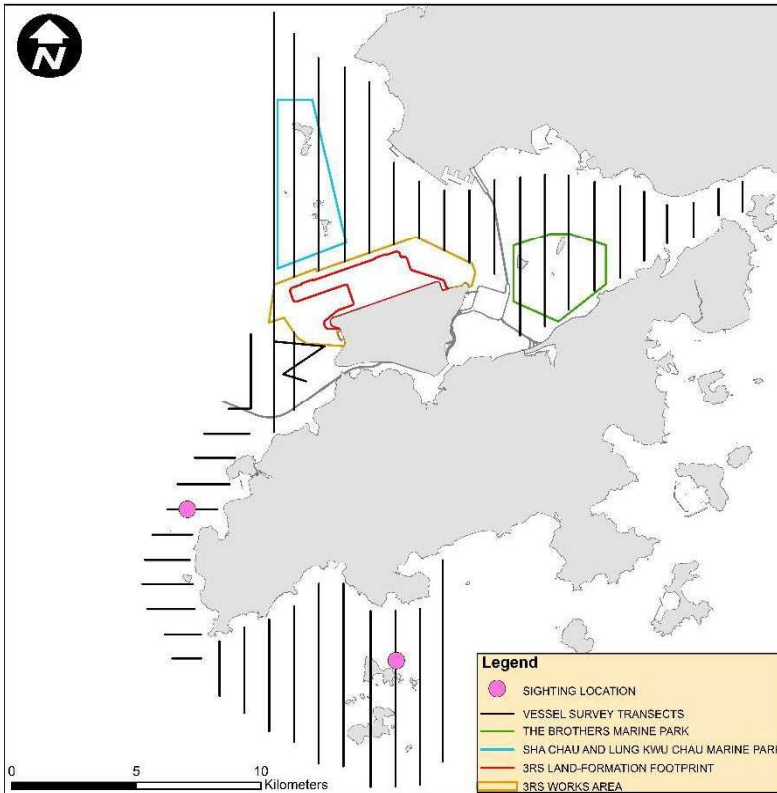 N
Legend
SIGHTING LOCATION
VESSEL SURVEY TRANSECTS
THE BROTHERS MARINE PARK
SHA CHAU AND LUNG KWU CHAU MARINE PARK
3RS LAND-FORMATION FOOTPRINT
3RS WORKS AREA
0 5 10
Kilometers